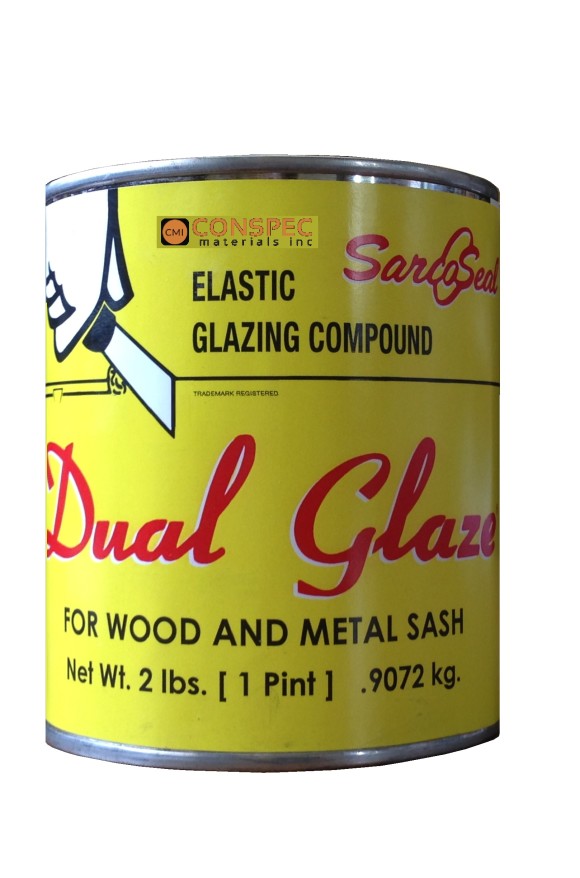 CMI CONSPEC
materials inc
SarcoSeal
ELASTIC
GLAZING COMPOUND
TRADEMARK REGISTERED
Dual Glaze
FOR WOOD AND METAL SASH
Net Wt. 2 lbs. [ 1 Pint ] .9072 kg.